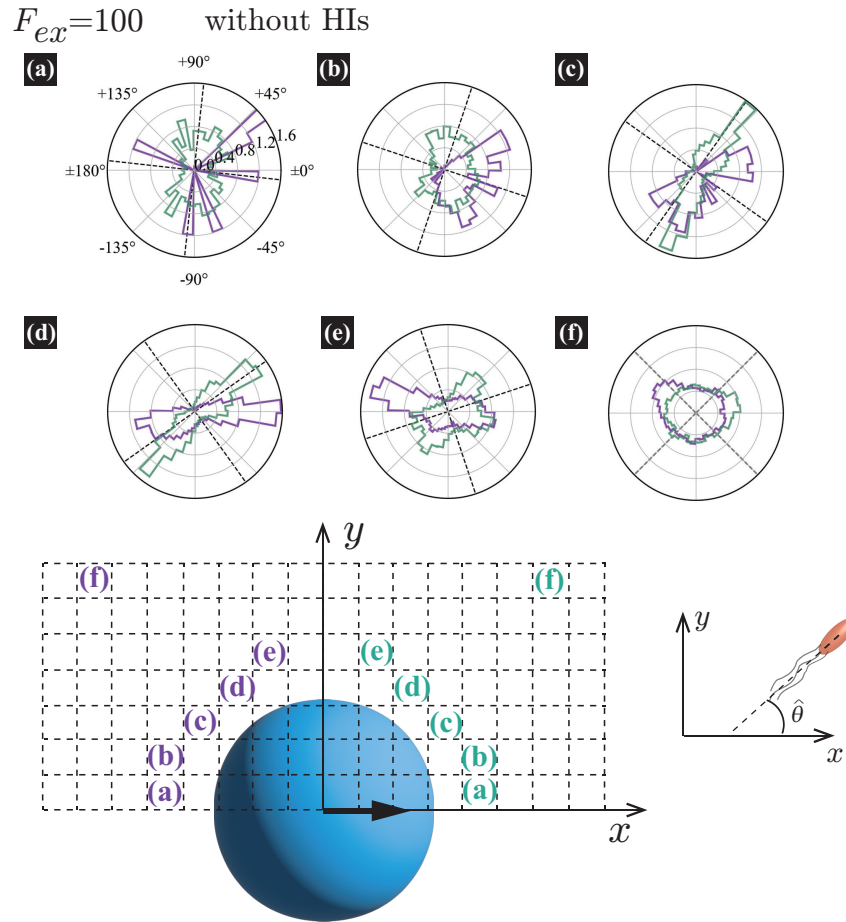 F_ex=100 without HIs
(a) (b) (c)
+90°
+135° +45°
0.0 0.4 0.8 1.2 1.6
±180° ±0°
-135° -45°
-90°
(d) (e) (f)
y
(f) (f)
(e) (e)
(d) (d)
(c) (c)
(b) (b)
(a) (a)
x
y
θ̂
x